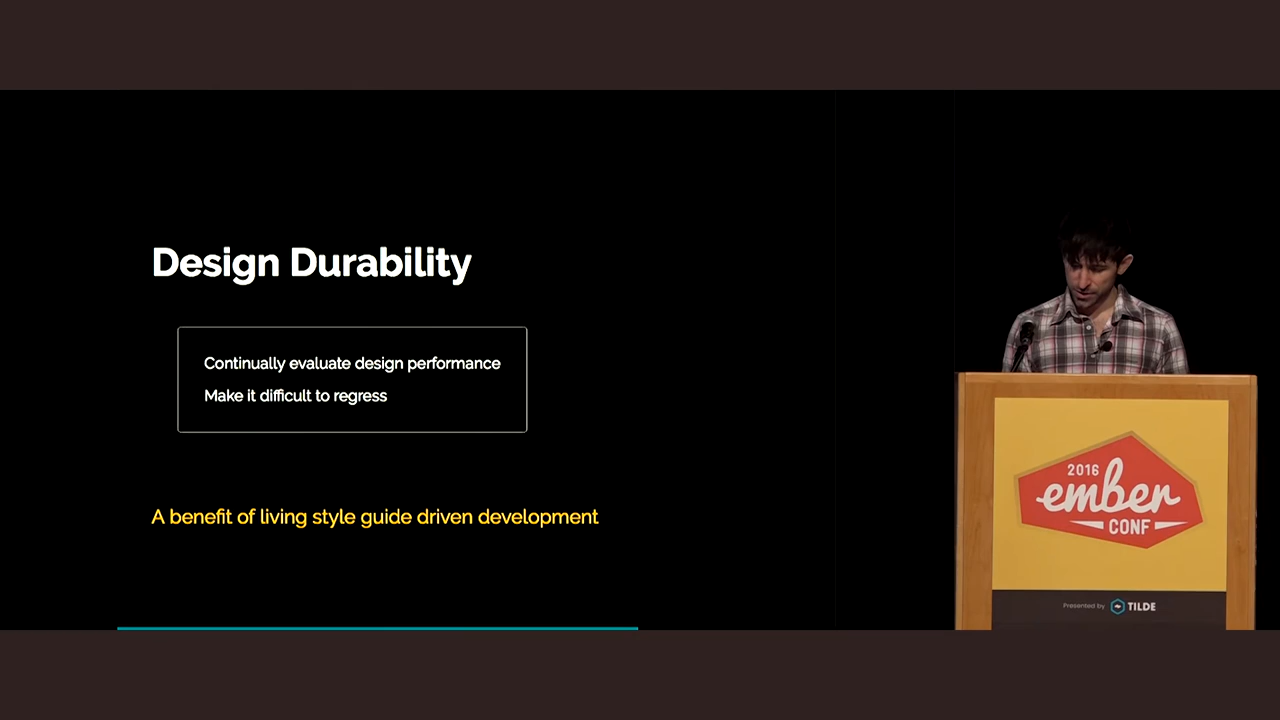 Design Durability
Continually evaluate design performance
Make it difficult to regress
A benefit of living style guide driven development
2016
ember
CONF
Presented by TILDE